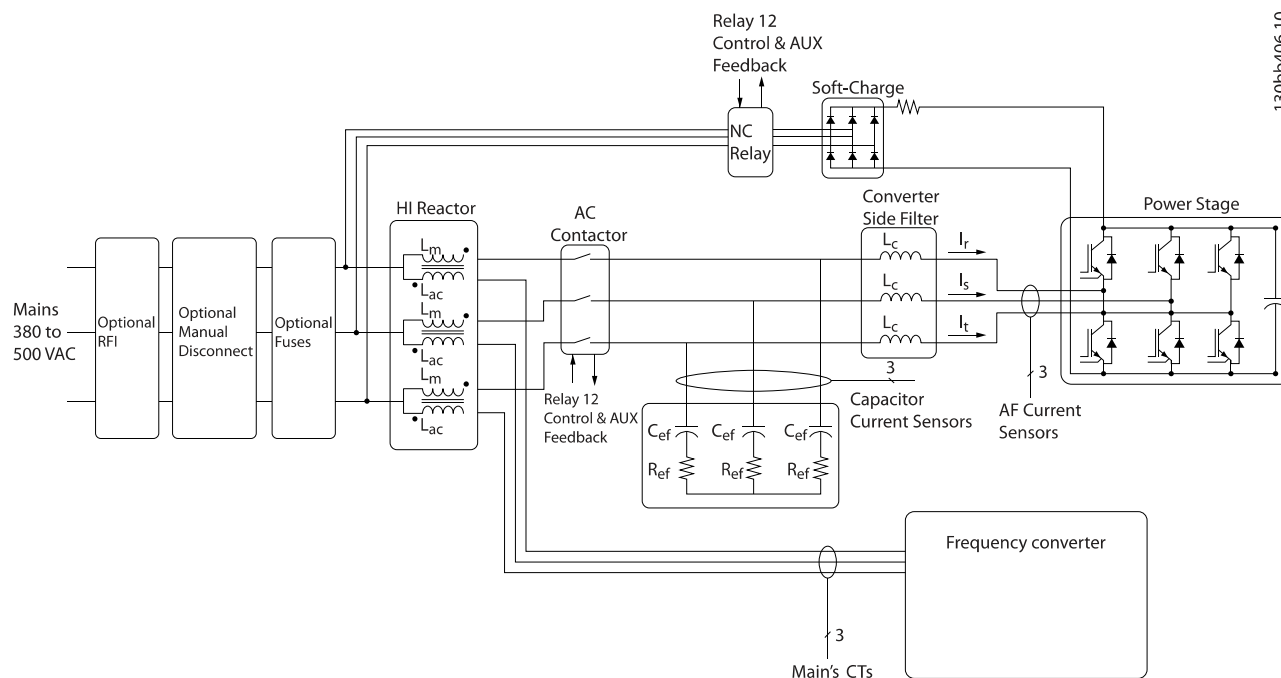 Relay 12
Control & AUX
Feedback
130bb406.10
Soft-Charge
NC
Relay
HI Reactor
AC
Contactor
Converter
Side Filter
Power Stage
Mains
380 to
500 VAC
Optional
RFI
Optional
Manual
Disconnect
Optional
Fuses
Lm
Lac
Lm
Lac
Lm
Lac
Lc
Lc
Lc
Ir
Is
It
Relay 12
Control & AUX
Feedback
3
Capacitor
Current Sensors
3
AF Current
Sensors
Cef
Cef
Cef
Ref
Ref
Ref
Frequency converter
3
Main's CTs